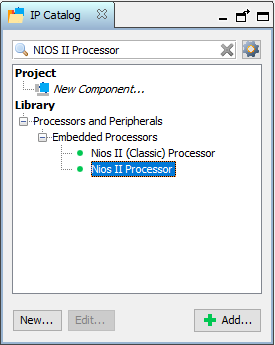 IP Catalog
NIOS II Processor
Project
New Component...
Library
Processors and Peripherals
Embedded Processors
Nios II (Classic) Processor
Nios II Processor
New... Edit... Add...